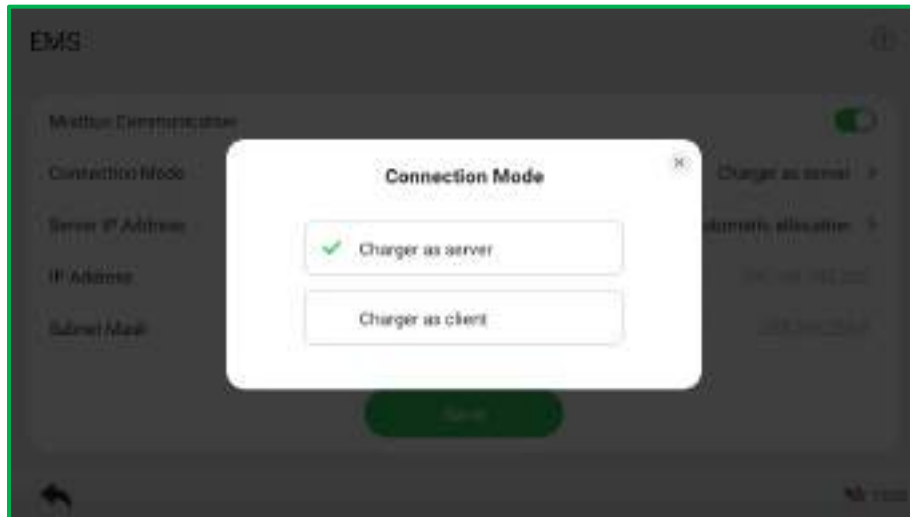 EMS
Modbus Communication
Connection Mode
Charger as server
Server IP Address
IP Address
Subnet Mask
Connection Mode
Charger as server
Charger as client
Save